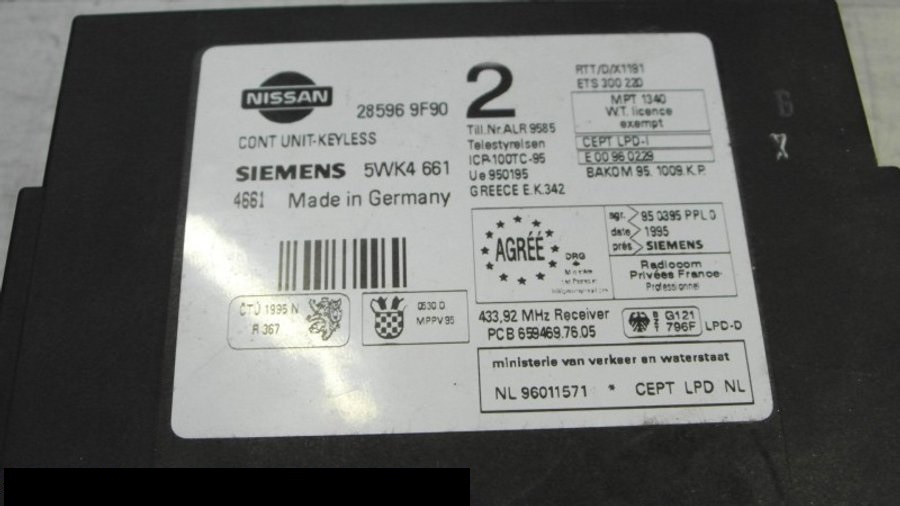 NISSAN
28596 9F90
CONT UNIT-KEYLESS
SIEMENS 5WK4 661
4661 Made in Germany
2
Till.Nr.ALR 9585
Telestyrelsen
ICP-100TC-95
Ue 950195
GREECE E.K.342
RTT/D/X1191
ETS 300 220
MPT 1340
W.T. licence
exempt
CEPT LPD-I
E 00 96 0229
BAKOM 95. 1009.K.P.
AGRÉÉ
DRG
agr. 95 0395 PPL 0
date 1995
prés SIEMENS
Radiocom
Privées France
Professionnel
ČTÚ 1995 N
R 367
0530 D
MPPV 95
433,92 MHz Receiver
PCB 659469.76.05
G121
796F
LPD-D
ministerie van verkeer en waterstaat
NL 96011571 * CEPT LPD NL